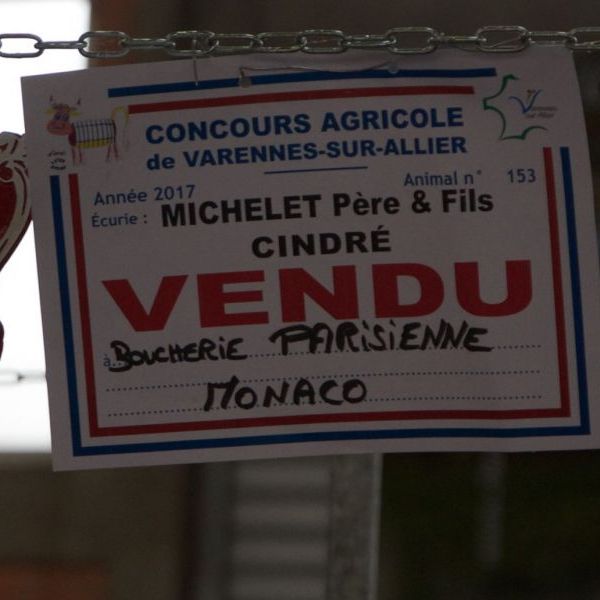 CONCOURS AGRICOLE
de VARENNES-SUR-ALLIER
Année 2017 Animal n° 153
Écurie : MICHELET Père & Fils
CINDRÉ
VENDU
à BOUCHERIE PARISIENNE
MONACO